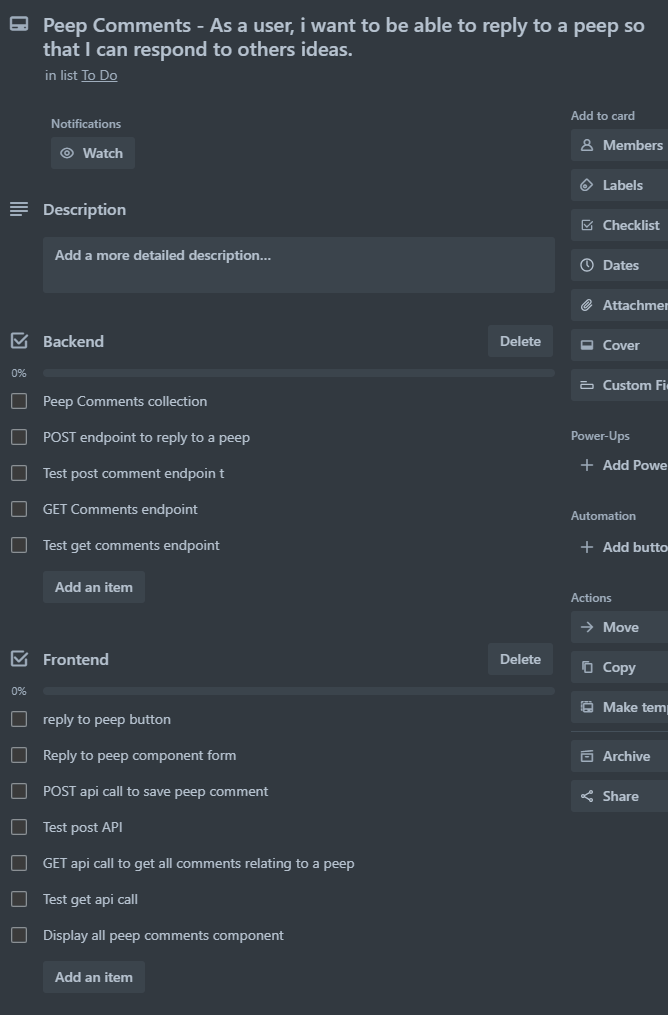 Peep Comments - As a user, i want to be able to reply to a peep so
that I can respond to others ideas.
in list To Do
Notifications
Watch
Description
Add a more detailed description...
Backend
Delete
0%
Peep Comments collection
POST endpoint to reply to a peep
Test post comment endpoin t
GET Comments endpoint
Test get comments endpoint
Add an item
Frontend
Delete
0%
reply to peep button
Reply to peep component form
POST api call to save peep comment
Test post API
GET api call to get all comments relating to a peep
Test get api call
Display all peep comments component
Add an item
Add to card
Members
Labels
Checklist
Dates
Attachmen
Cover
Custom Fi
Power-Ups
Add Powe
Automation
Add butto
Actions
Move
Copy
Make temp
Archive
Share